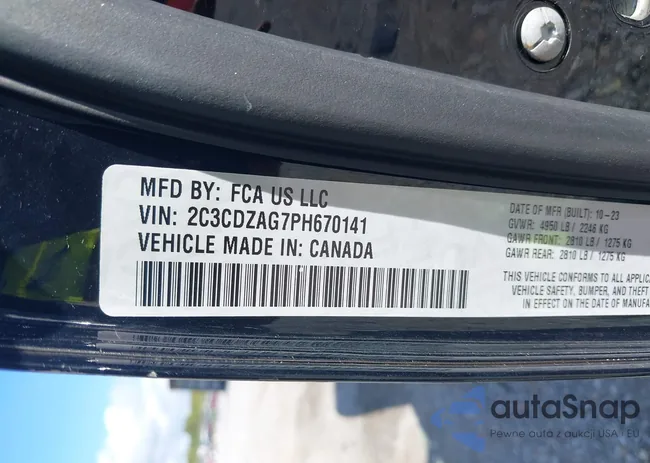 MFD BY: FCA US LLC
VIN: 2C3CDZAG7PH670141
VEHICLE MADE IN: CANADA
DATE OF MFR (BUILT): 10-23
GVWR: 4950 LB / 2246 KG
GAWR FRONT: 2810 LB / 1275 KG
GAWR REAR: 2810 LB / 1275 KG
THIS VEHICLE CONFORMS TO ALL APPLIC
VEHICLE SAFETY, BUMPER, AND THEFT
IN EFFECT ON THE DATE OF MANUFA
autaSnap
Pewne auta z aukcji USA i EU